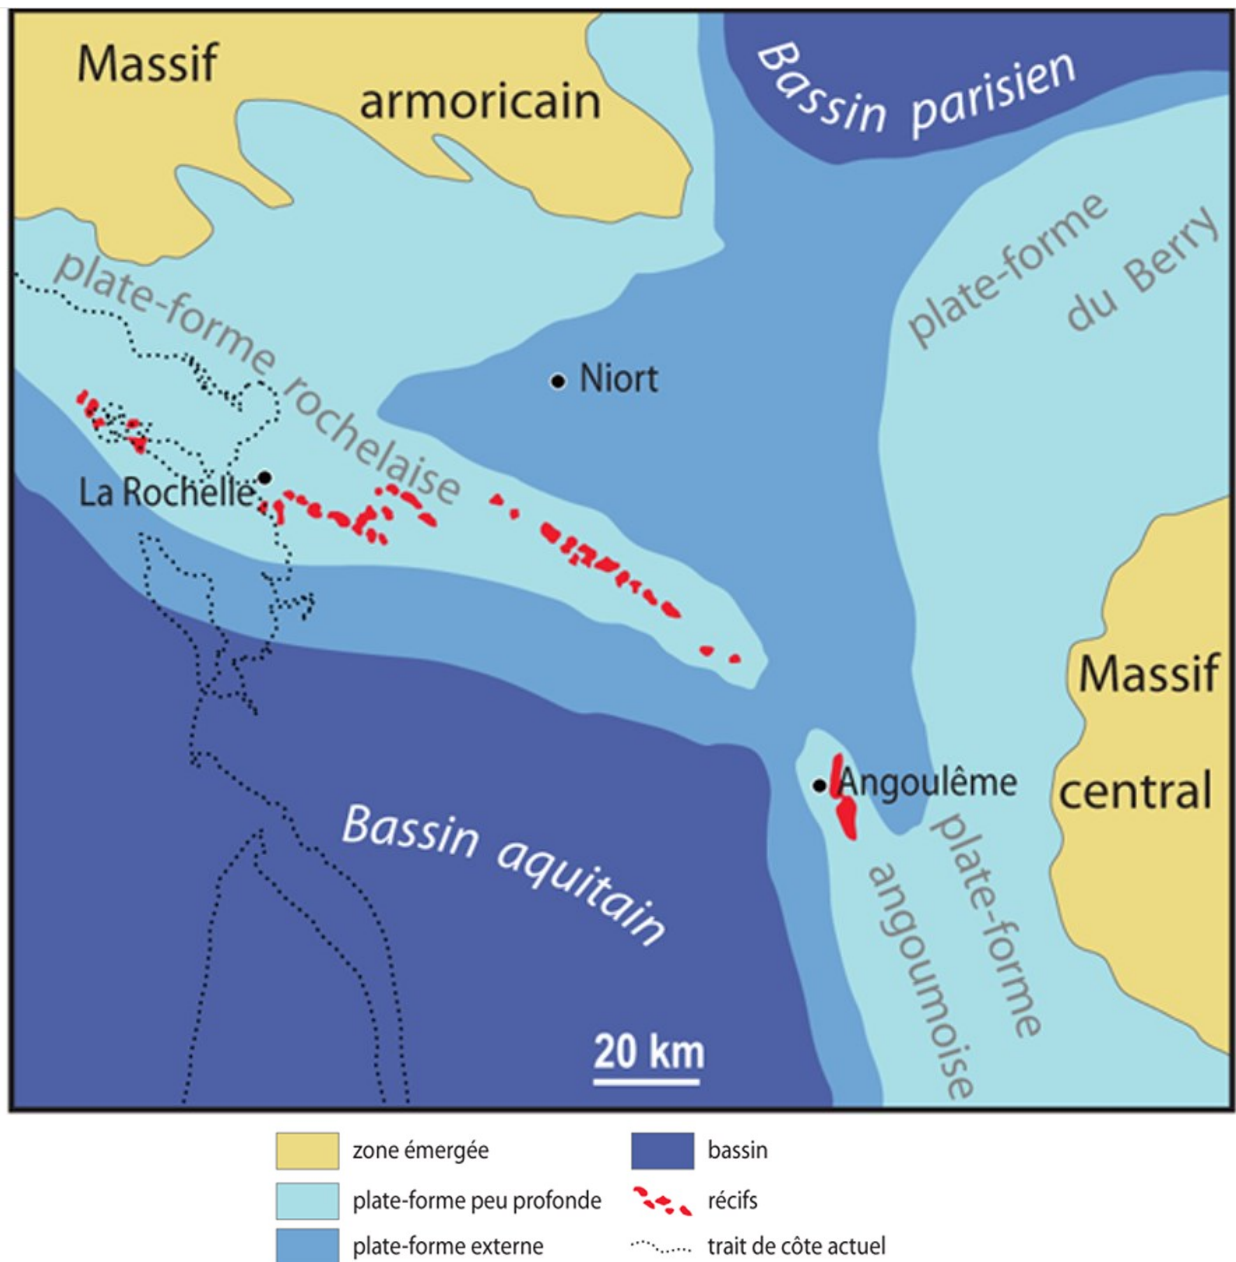 Massif
armoricain
Bassin parisien
plate-forme
du Berry
plate-forme rochelaise
Niort
La Rochelle
Massif
central
Angoulême
Bassin aquitain
plate-forme
angoumoise
20 km
zone émergée
bassin
plate-forme peu profonde
récifs
plate-forme externe
trait de côte actuel